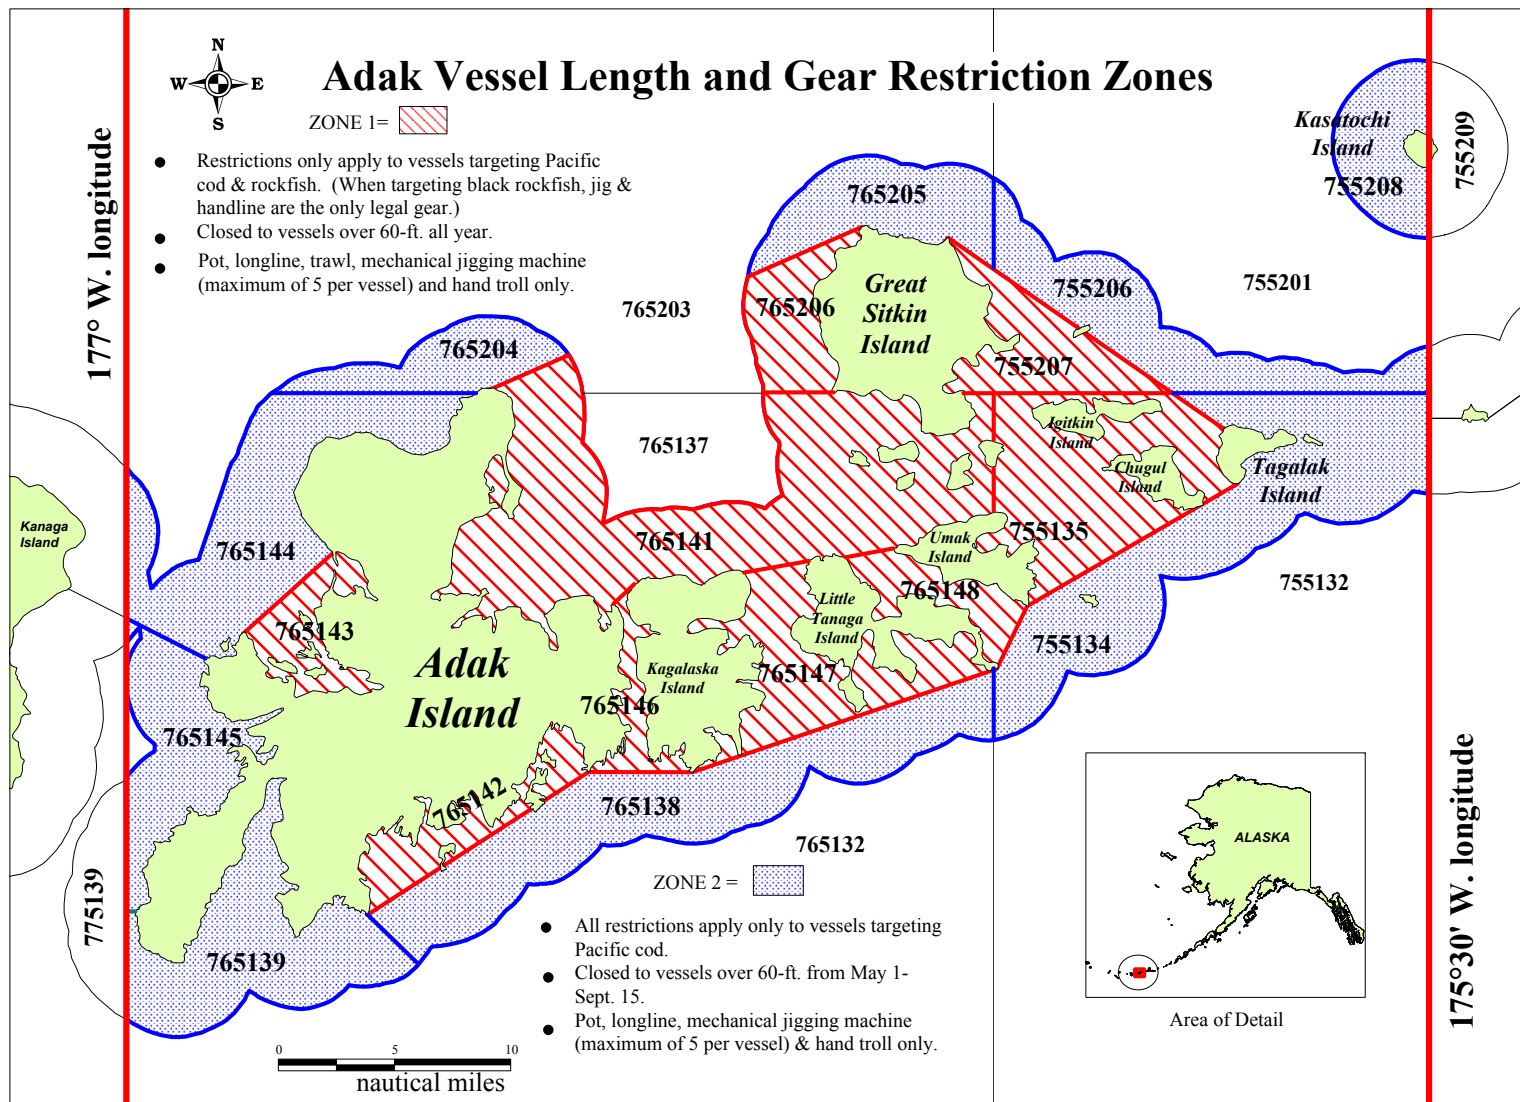 Adak Vessel Length and Gear Restriction Zones
N
W
E
S
ZONE 1=
• Restrictions only apply to vessels targeting Pacific
cod & rockfish. (When targeting black rockfish, jig &
handline are the only legal gear.)
• Closed to vessels over 60-ft. all year.
• Pot, longline, trawl, mechanical jigging machine
(maximum of 5 per vessel) and hand troll only.
177° W. longitude
Kasatochi
Island
755208
755209
765205
765206
765203
765204
Great
Sitkin
Island
755206
755201
755207
765137
Igitkin
Island
Chugul
Island
Tagalak
Island
Kanaga
Island
765144
765141
Umak
Island
755135
755132
765143
Little
Tanaga
Island
765148
755134
Adak
Island
Kagalaska
Island
765147
765146
765145
765142
765138
765132
775139
765139
ZONE 2 =
• All restrictions apply only to vessels targeting
Pacific cod.
• Closed to vessels over 60-ft. from May 1-
Sept. 15.
• Pot, longline, mechanical jigging machine
(maximum of 5 per vessel) & hand troll only.
0 5 10
nautical miles
ALASKA
Area of Detail
175°30' W. longitude